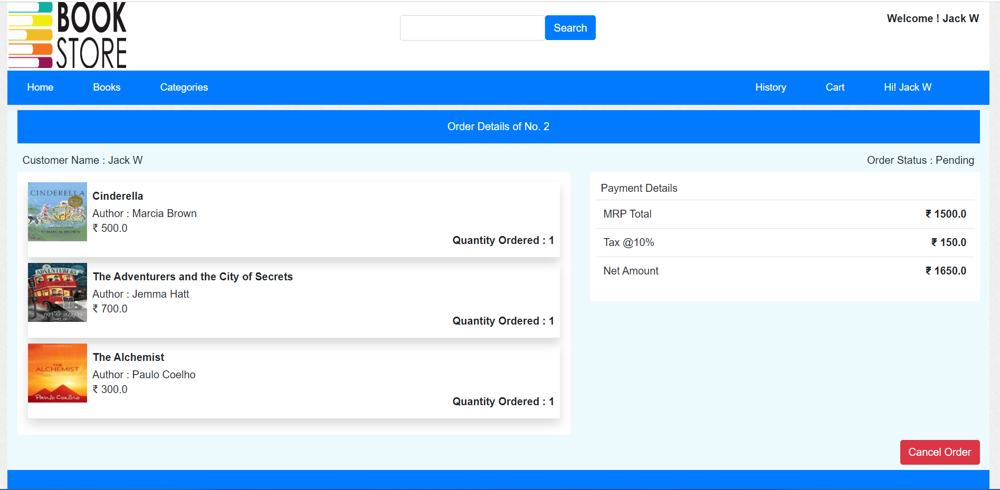 BOOK
STORE
Search
Welcome ! Jack W
Home Books Categories History Cart Hi! Jack W
Order Details of No. 2
Customer Name : Jack W
Order Status : Pending
CINDERELLA
by MARCIA BROWN
Cinderella
Author : Marcia Brown
₹ 500.0
Quantity Ordered : 1
ADVENTURERS
CITY OF SECRETS
The Adventurers and the City of Secrets
Author : Jemma Hatt
₹ 700.0
Quantity Ordered : 1
THE
ALCHEMIST
Paulo Coelho
The Alchemist
Author : Paulo Coelho
₹ 300.0
Quantity Ordered : 1
Payment Details
MRP Total ₹ 1500.0
Tax @10% ₹ 150.0
Net Amount ₹ 1650.0
Cancel Order